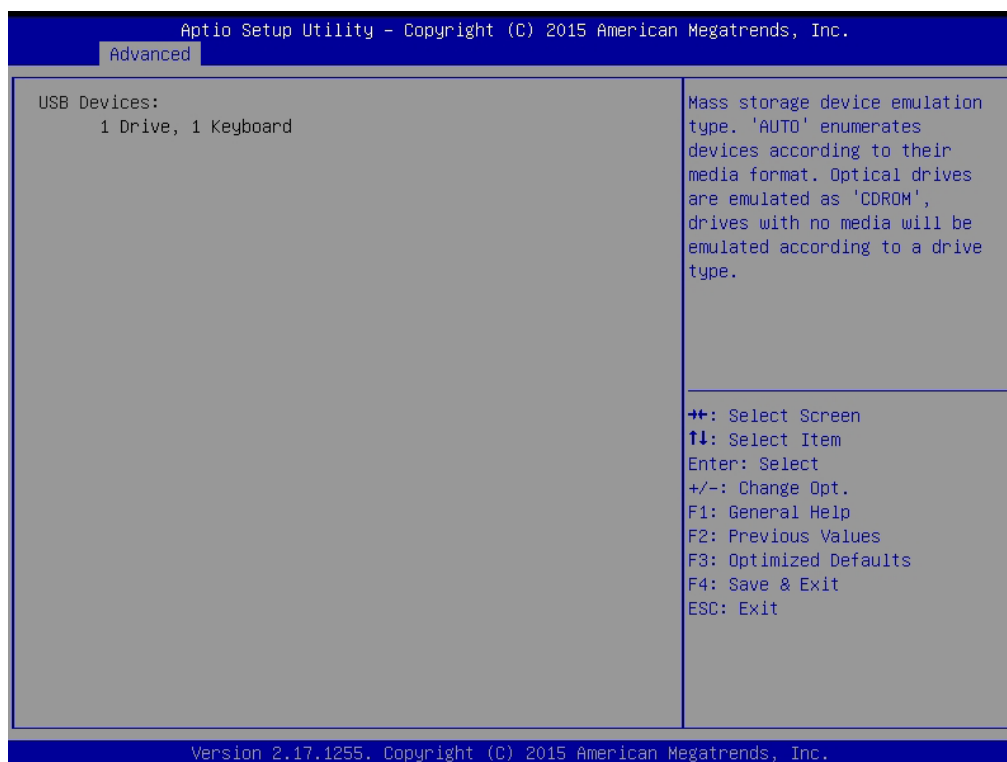 Aptio Setup Utility – Copyright (C) 2015 American Megatrends, Inc.
Advanced
USB Devices:
1 Drive, 1 Keyboard
Mass storage device emulation
type. 'AUTO' enumerates
devices according to their
media format. Optical drives
are emulated as 'CDROM',
drives with no media will be
emulated according to a drive
type.
→←: Select Screen
↑↓: Select Item
Enter: Select
+/-: Change Opt.
F1: General Help
F2: Previous Values
F3: Optimized Defaults
F4: Save & Exit
ESC: Exit
Version 2.17.1255. Copyright (C) 2015 American Megatrends, Inc.